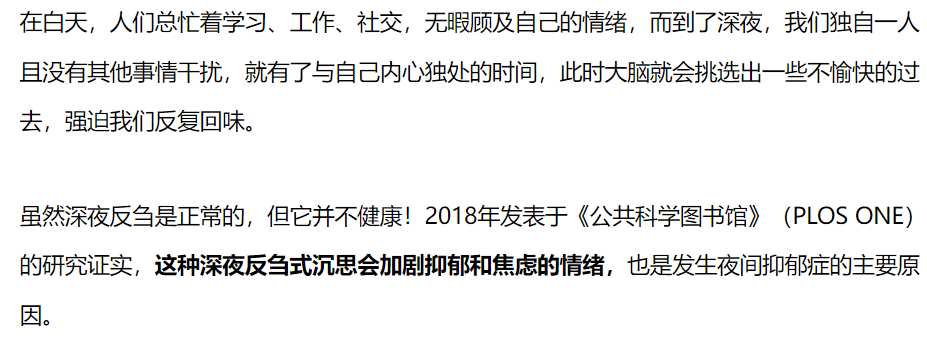 在白天，人们总忙着学习、工作、社交，无暇顾及自己的情绪，而到了深夜，我们独自一人
且没有其他事情干扰，就有了与自己内心独处的时间，此时大脑就会挑选出一些不愉快的过
去，强迫我们反复回味。
虽然深夜反刍是正常的，但它并不健康！2018年发表于《公共科学图书馆》（PLOS ONE）
的研究证实，这种深夜反刍式沉思会加剧抑郁和焦虑的情绪，也是发生夜间抑郁症的主要原
因。